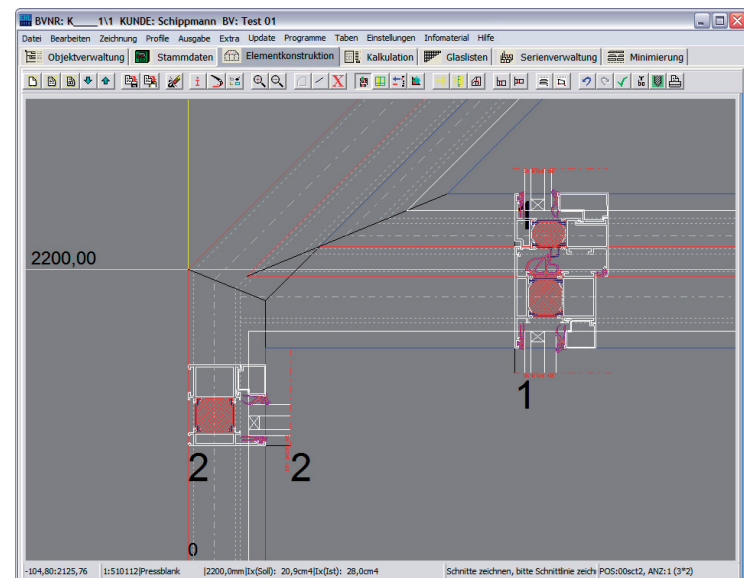 BVNR: K____1\1 KUNDE: Schippmann BV: Test 01
Datei Bearbeiten Zeichnung Profile Ausgabe Extra Update Programme Taben Einstellungen Infomaterial Hilfe
Objektverwaltung Stammdaten Elementkonstruktion Kalkulation Glaslisten Serienverwaltung Minimierung
1
2200,00
1
2 2
0
-104,80:2125,76 1:510112|Pressblank |2200,0mm|Ix(Soll): 20,9cm4|Ix(Ist): 28,0cm4 Schnitte zeichnen, bitte Schnittlinie zeich POS:00sct2, ANZ:1 (3*2)